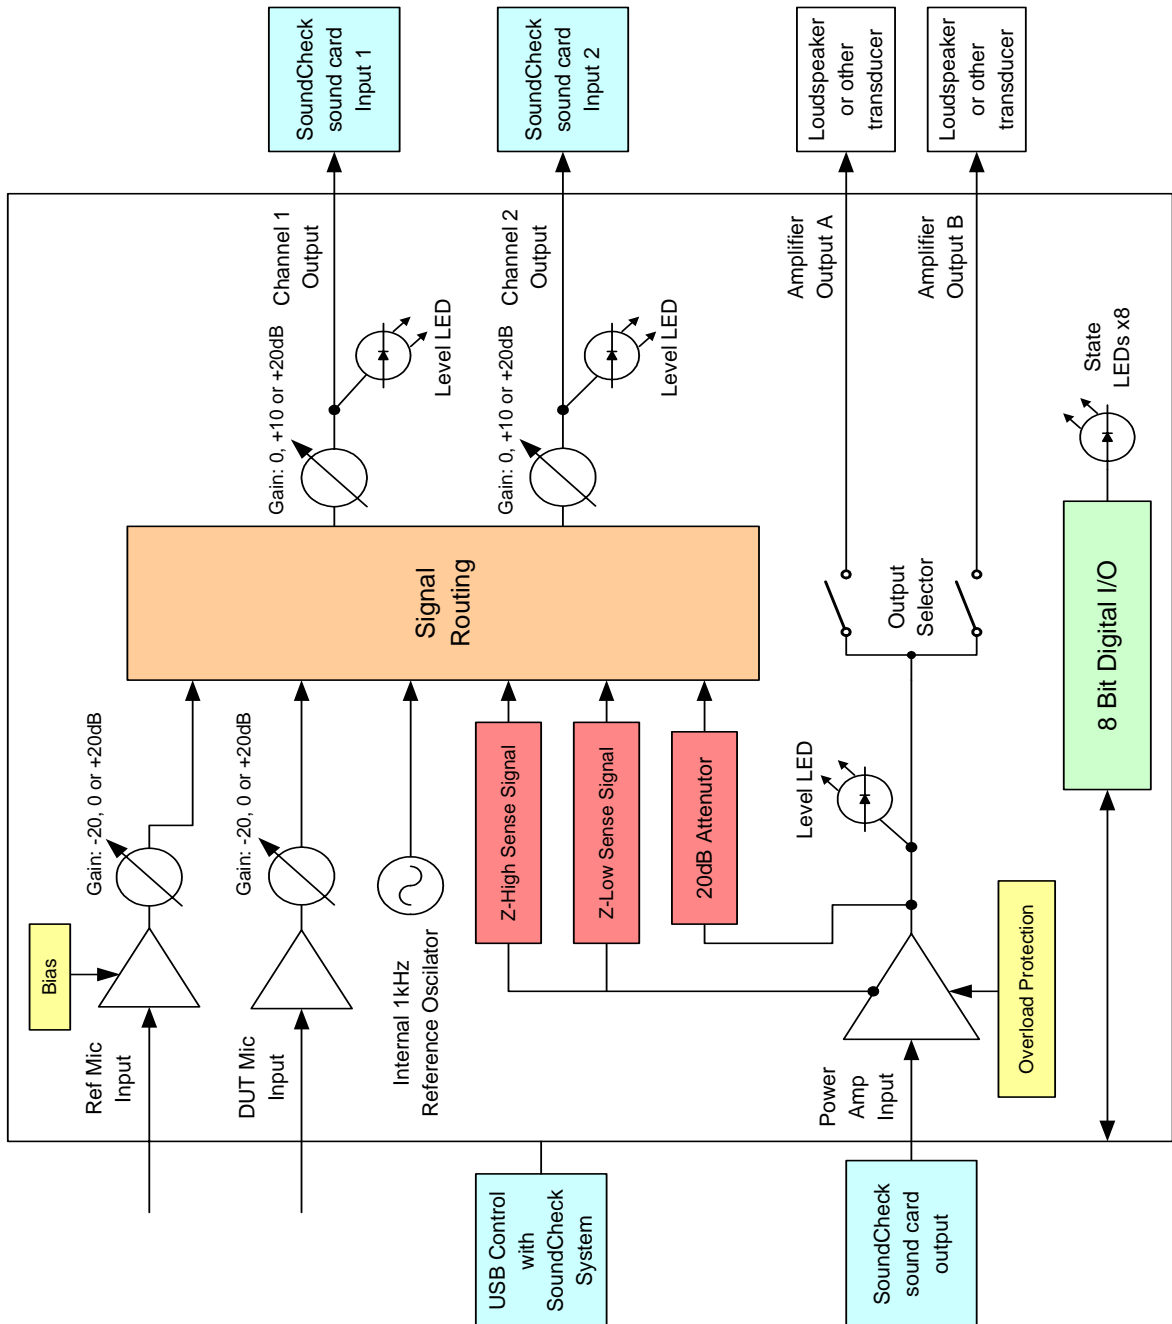 SoundCheck
sound card
Input 1
SoundCheck
sound card
Input 2
Loudspeaker
or other
transducer
Loudspeaker
or other
transducer
Channel 1
Output
Channel 2
Output
Amplifier
Output A
Amplifier
Output B
Gain: 0, +10 or +20dB
Level LED
Gain: 0, +10 or +20dB
Level LED
State
LEDs x8
Signal
Routing
Output
Selector
8 Bit Digital I/O
Gain: -20, 0 or +20dB
Gain: -20, 0 or +20dB
Z-High Sense Signal
Z-Low Sense Signal
20dB Attenutor
Level LED
Bias
Ref Mic
Input
DUT Mic
Input
Internal 1kHz
Reference Oscilator
Power
Amp
Input
Overload Protection
USB Control
with
SoundCheck
System
SoundCheck
sound card
output